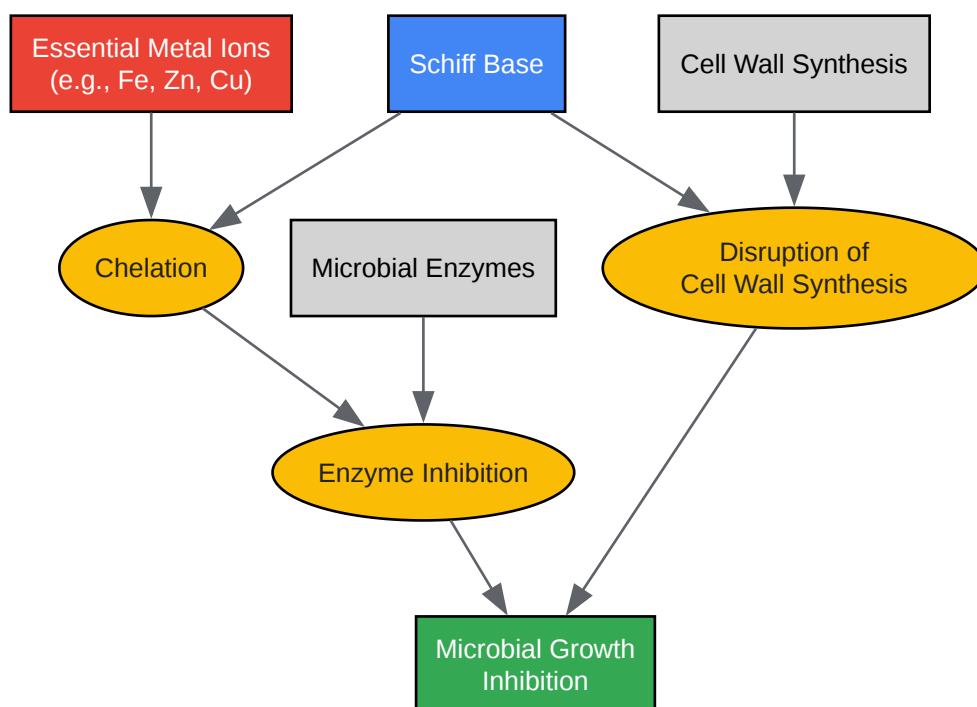 Essential Metal Ions
(e.g., Fe, Zn, Cu)
Schiff Base
Cell Wall Synthesis
Chelation
Microbial Enzymes
Disruption of
Cell Wall Synthesis
Enzyme Inhibition
Microbial Growth
Inhibition